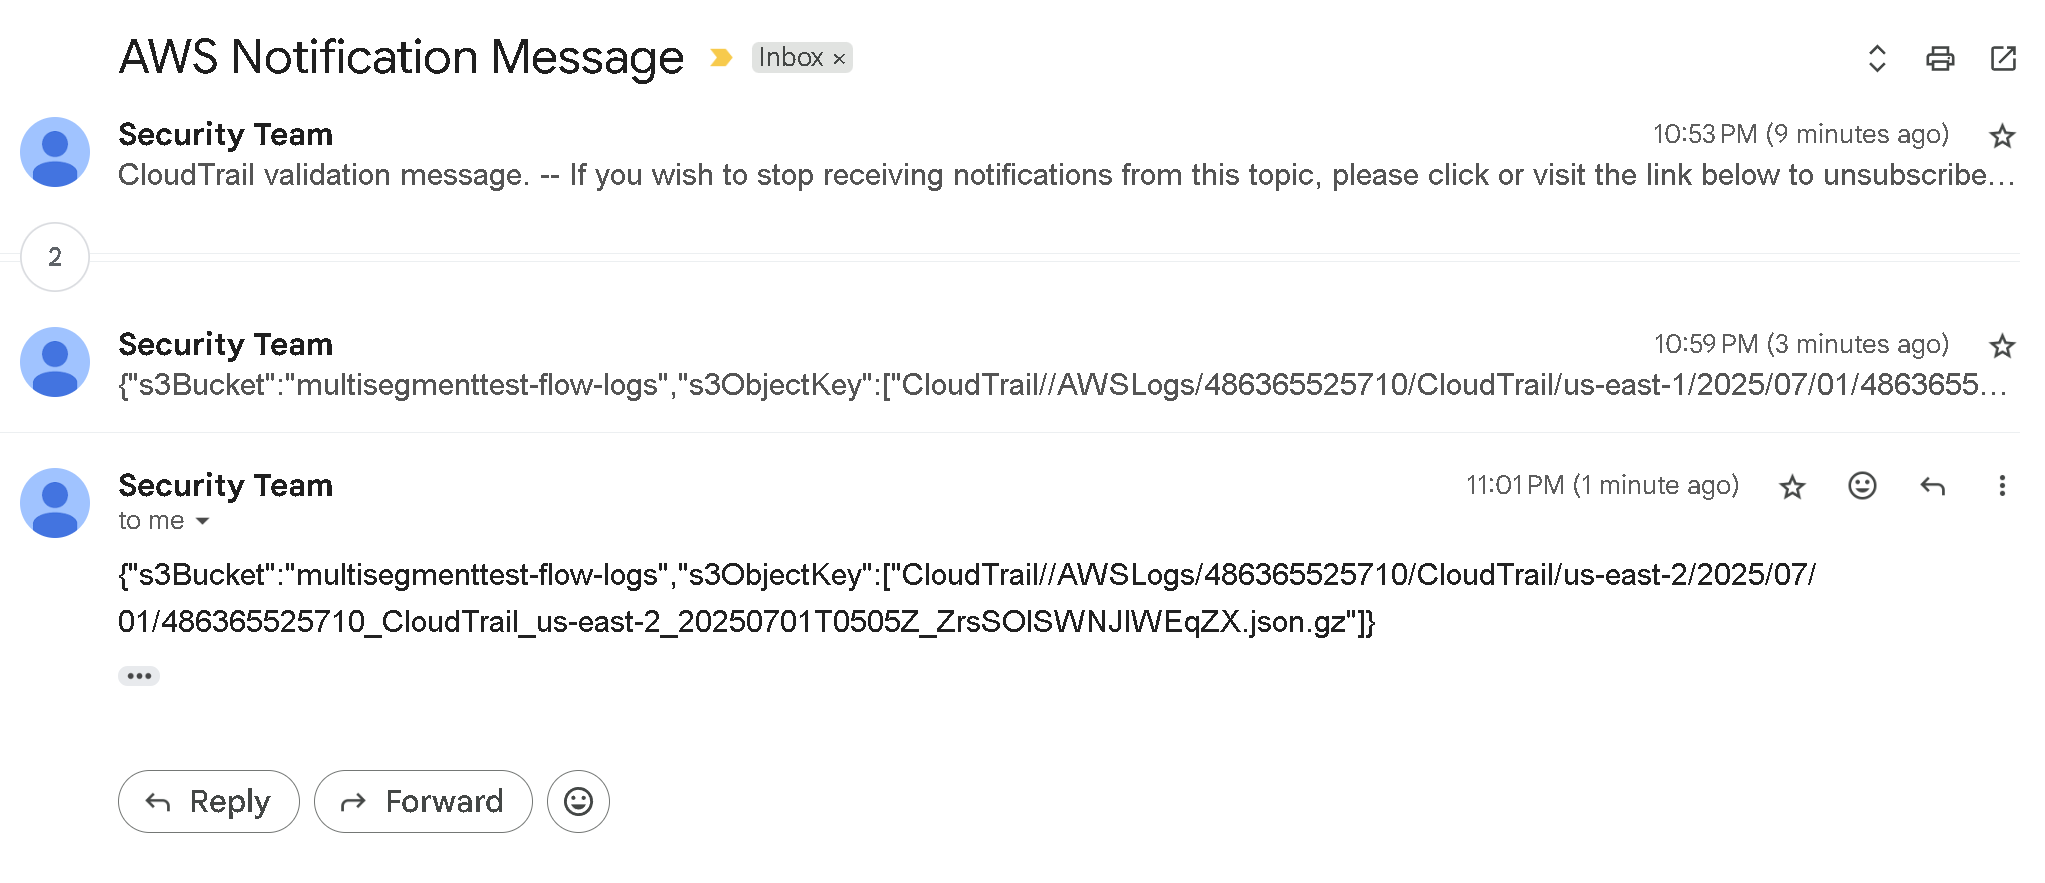 AWS Notification Message Inbox ×
Security Team 10:53 PM (9 minutes ago)
CloudTrail validation message. -- If you wish to stop receiving notifications from this topic, please click or visit the link below to unsubscribe…
2
Security Team 10:59 PM (3 minutes ago)
{"s3Bucket":"multisegmenttest-flow-logs","s3ObjectKey":["CloudTrail//AWSLogs/486365525710/CloudTrail/us-east-1/2025/07/01/4863655…
Security Team 11:01 PM (1 minute ago)
to me
{"s3Bucket":"multisegmenttest-flow-logs","s3ObjectKey":["CloudTrail//AWSLogs/486365525710/CloudTrail/us-east-2/2025/07/
01/486365525710_CloudTrail_us-east-2_20250701T0505Z_ZrsSOlSWNJlWEqZX.json.gz"]}
Reply Forward